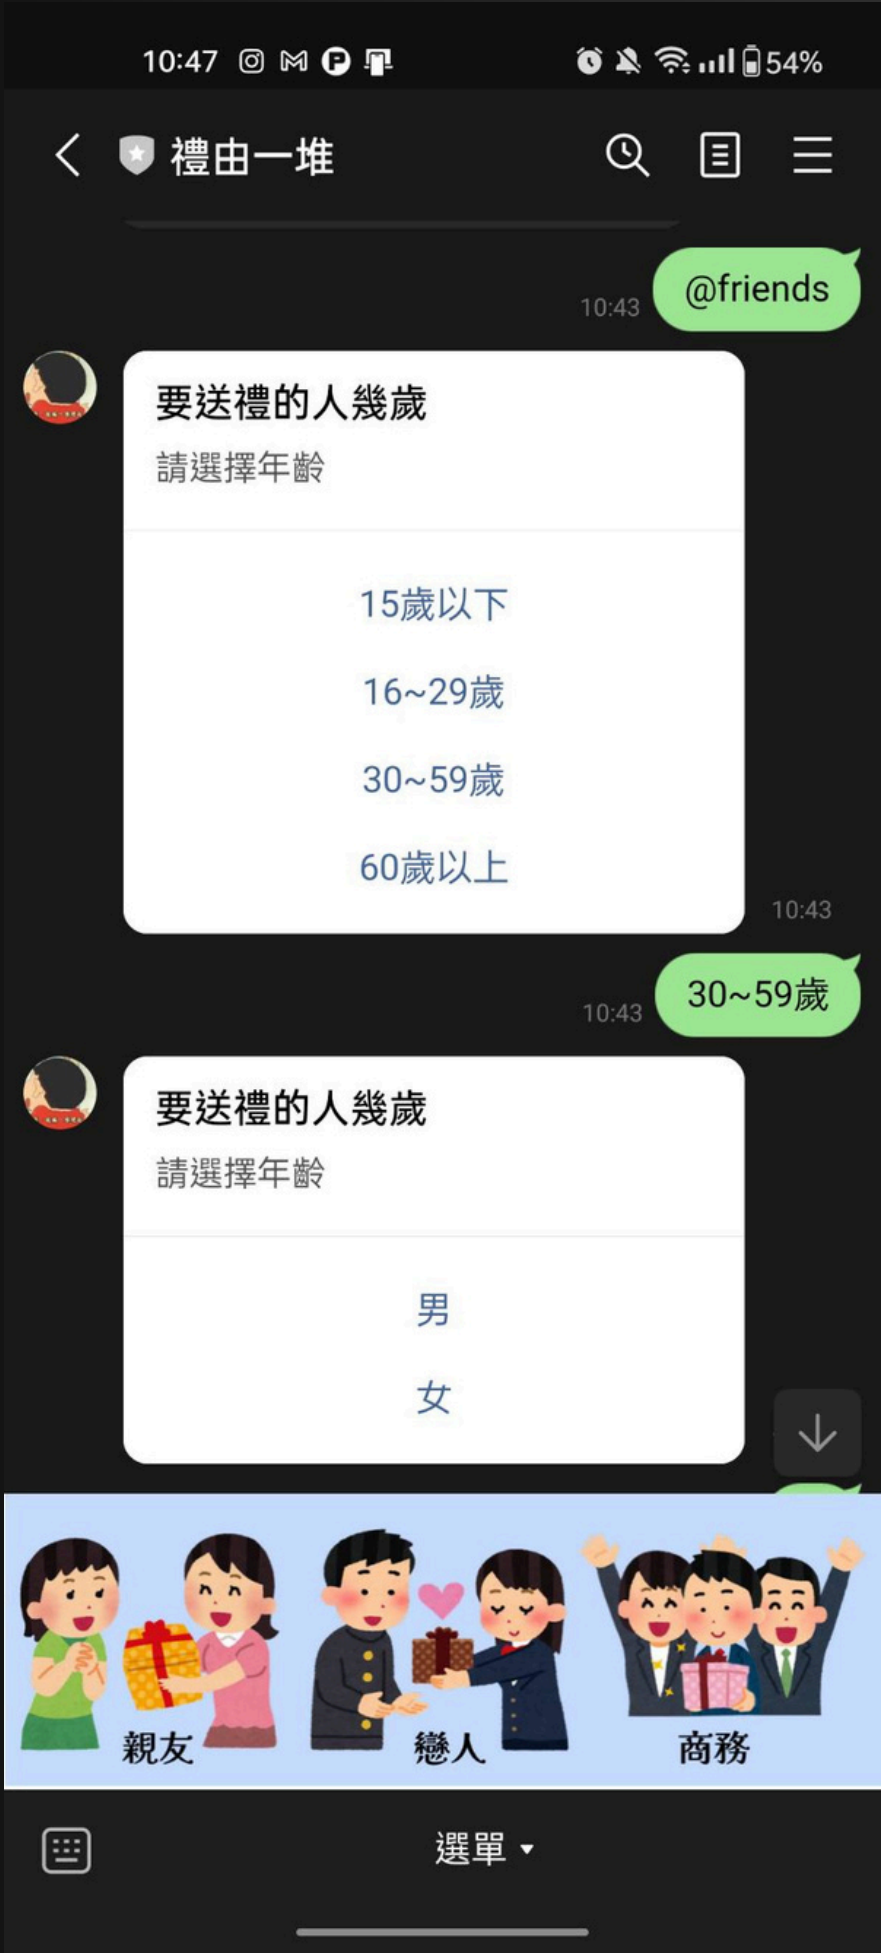 10:47
54%
禮由一堆
@friends
10:43
要送禮的人幾歲
請選擇年齡
15歲以下
16~29歲
30~59歲
60歲以上
10:43
30~59歲
10:43
要送禮的人幾歲
請選擇年齡
男
女
親友
戀人
商務
選單